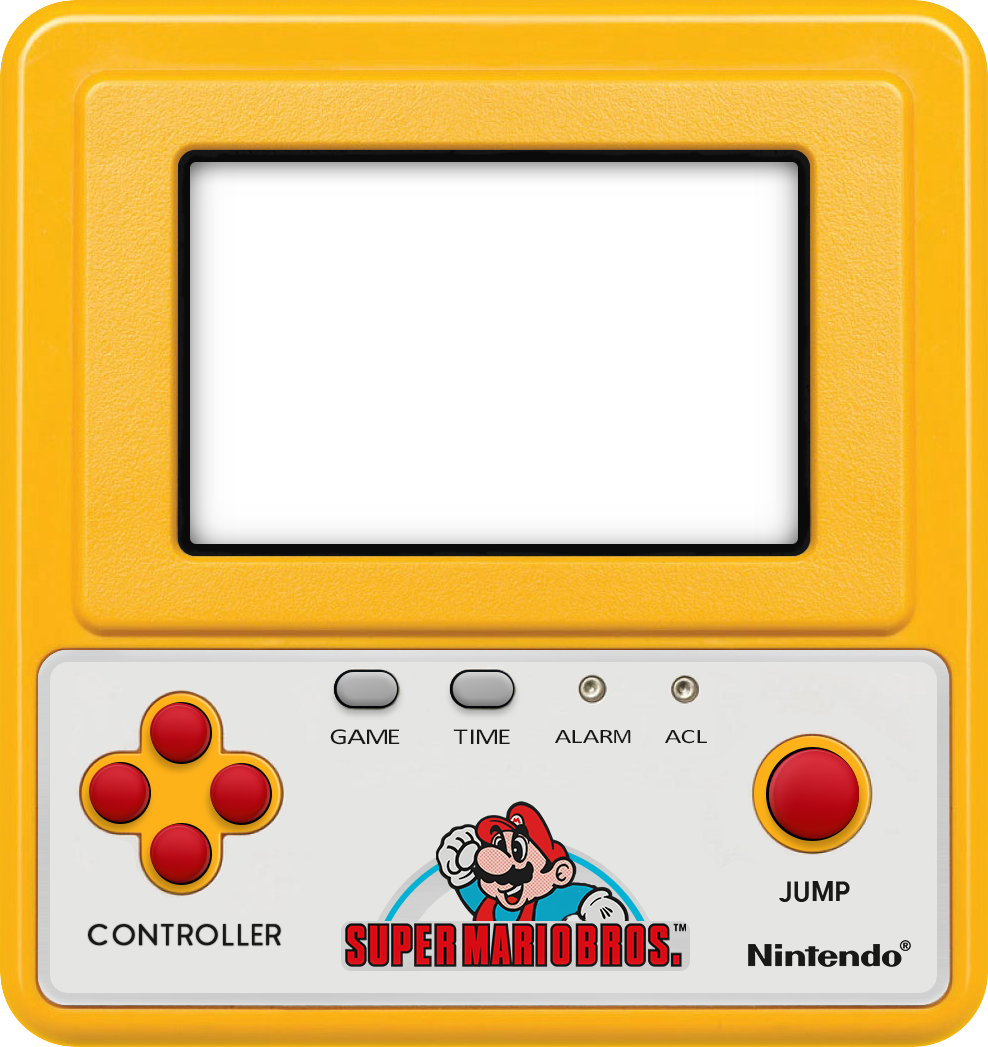 GAME TIME ALARM ACL
JUMP
CONTROLLER
SUPER MARIO BROS.™
Nintendo®
M